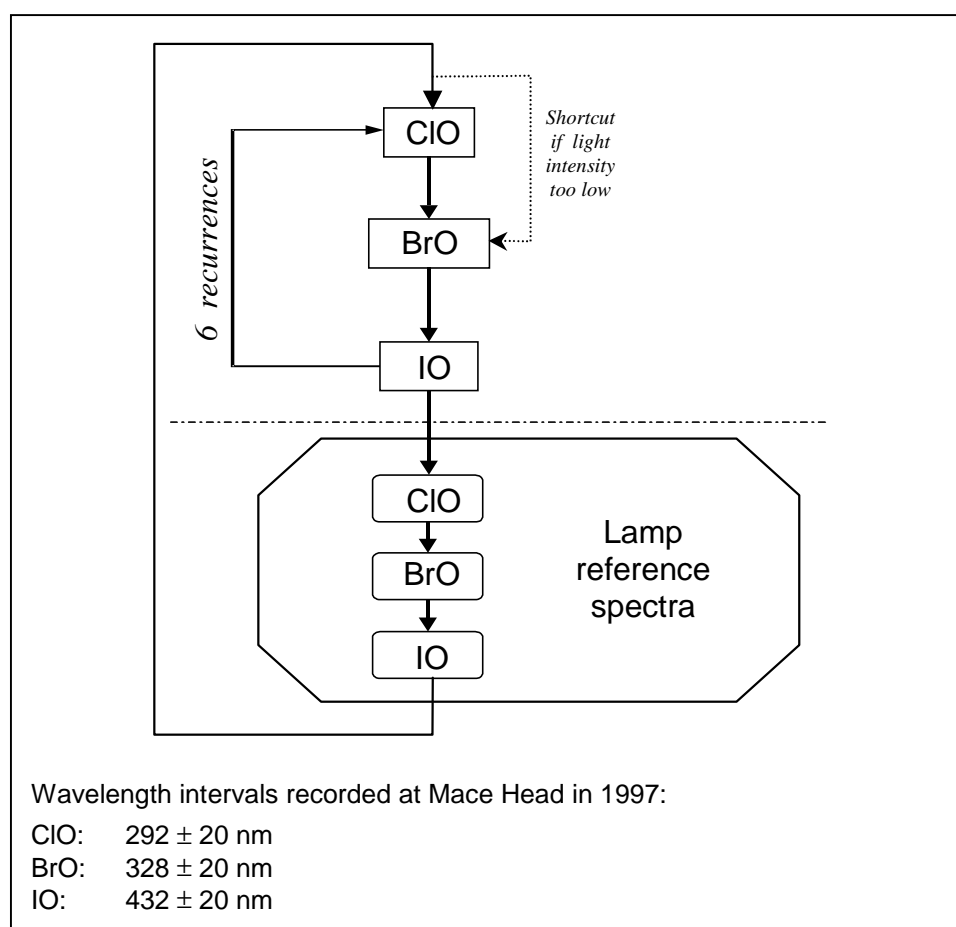 ClO
Shortcut
if light
intensity
too low
6 recurrences
BrO
IO
ClO
BrO
IO
Lamp
reference
spectra
Wavelength intervals recorded at Mace Head in 1997:
ClO: 292 ± 20 nm
BrO: 328 ± 20 nm
IO: 432 ± 20 nm